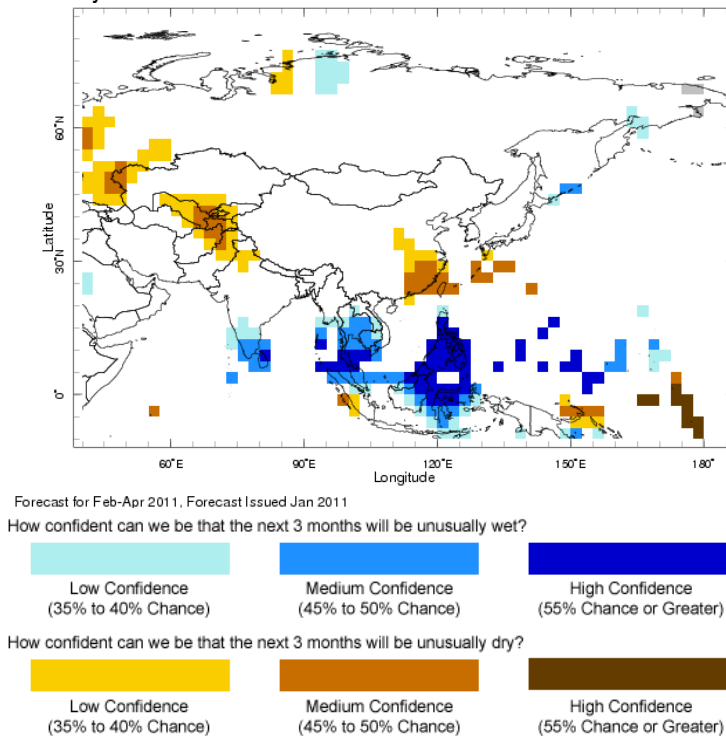 60°N
30°N
0°
Latitude
60°E
90°E
120°E
150°E
180°
Longitude
Forecast for Feb-Apr 2011, Forecast Issued Jan 2011
How confident can we be that the next 3 months will be unusually wet?
Low Confidence
(35% to 40% Chance)
Medium Confidence
(45% to 50% Chance)
High Confidence
(55% Chance or Greater)
How confident can we be that the next 3 months will be unusually dry?
Low Confidence
(35% to 40% Chance)
Medium Confidence
(45% to 50% Chance)
High Confidence
(55% Chance or Greater)